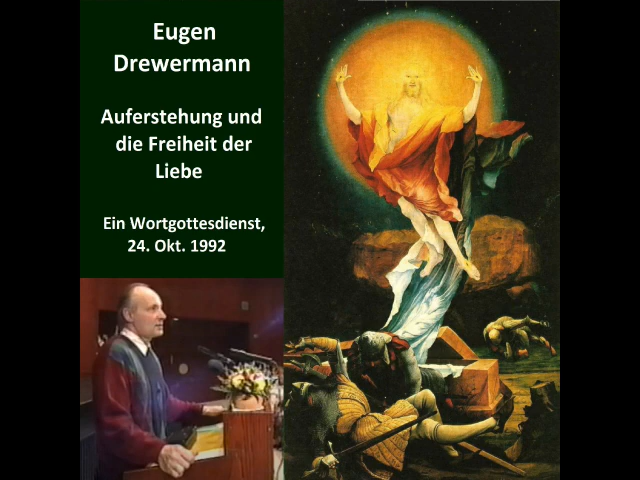 Eugen
Drewermann
Auferstehung und
die Freiheit der
Liebe
Ein Wortgottesdienst,
24. Okt. 1992